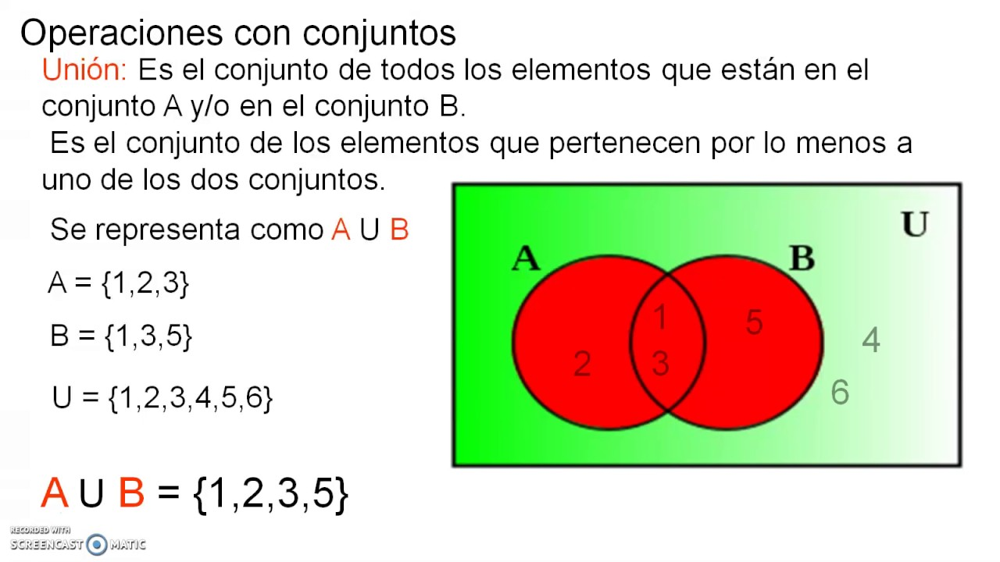 Operaciones con conjuntos
Unión: Es el conjunto de todos los elementos que están en el
conjunto A y/o en el conjunto B.
Es el conjunto de los elementos que pertenecen por lo menos a
uno de los dos conjuntos.
Se representa como A U B
A = {1,2,3}
B = {1,3,5}
U = {1,2,3,4,5,6}
A U B = {1,2,3,5}
U
A
B
1
5
4
2
3
6
RECORDED WITH
SCREENCAST MATIC